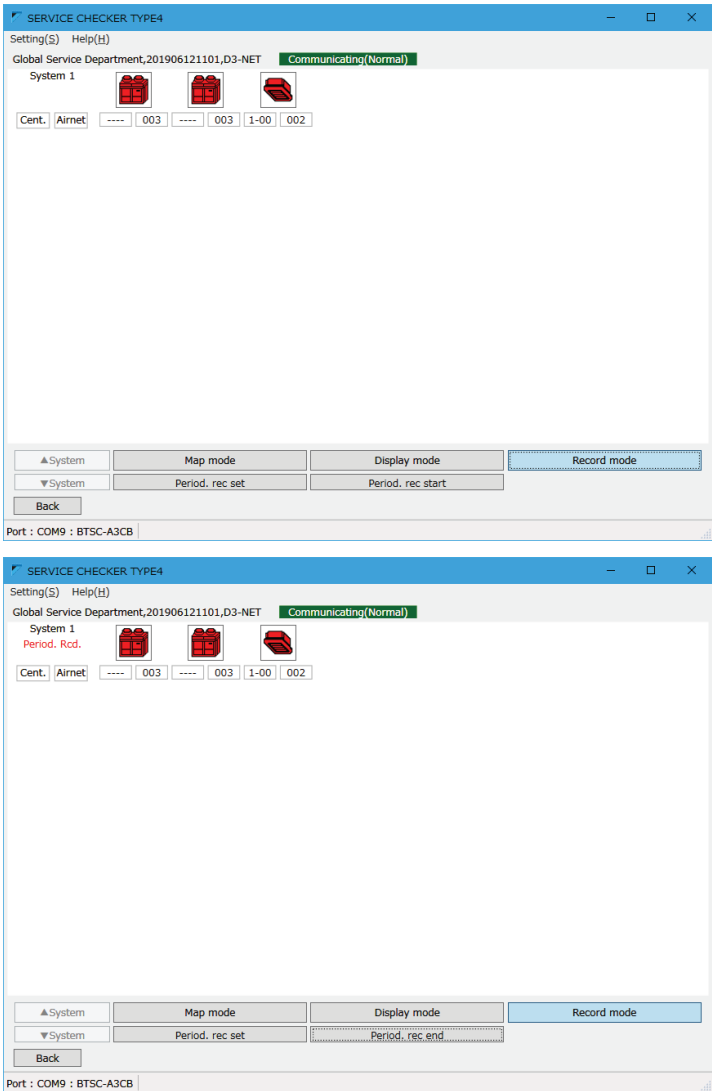 SERVICE CHECKER TYPE4
Setting(S) Help(H)
Global Service Department,201906121101,D3-NET Communicating(Normal)
System 1
Cent. Airnet ---- 003 ---- 003 1-00 002
▲System Map mode Display mode Record mode
▼System Period. rec set Period. rec start
Back
Port : COM9 : BTSC-A3CB
SERVICE CHECKER TYPE4
Setting(S) Help(H)
Global Service Department,201906121101,D3-NET Communicating(Normal)
System 1
Period. Rcd.
Cent. Airnet ---- 003 ---- 003 1-00 002
▲System Map mode Display mode Record mode
▼System Period. rec set Period. rec end
Back
Port : COM9 : BTSC-A3CB